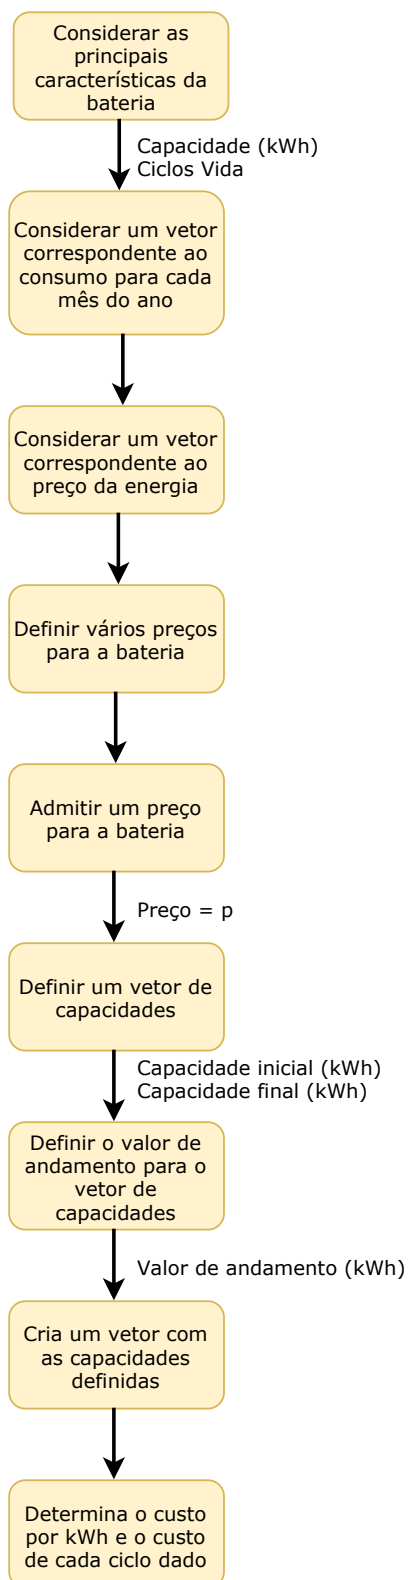 Considerar as
principais
características da
bateria
Capacidade (kWh)
Ciclos Vida
Considerar um vetor
correspondente ao
consumo para cada
mês do ano
Considerar um vetor
correspondente ao
preço da energia
Definir vários preços
para a bateria
Admitir um preço
para a bateria
Preço = p
Definir um vetor de
capacidades
Capacidade inicial (kWh)
Capacidade final (kWh)
Definir o valor de
andamento para o
vetor de
capacidades
Valor de andamento (kWh)
Cria um vetor com
as capacidades
definidas
Determina o custo
por kWh e o custo
de cada ciclo dado